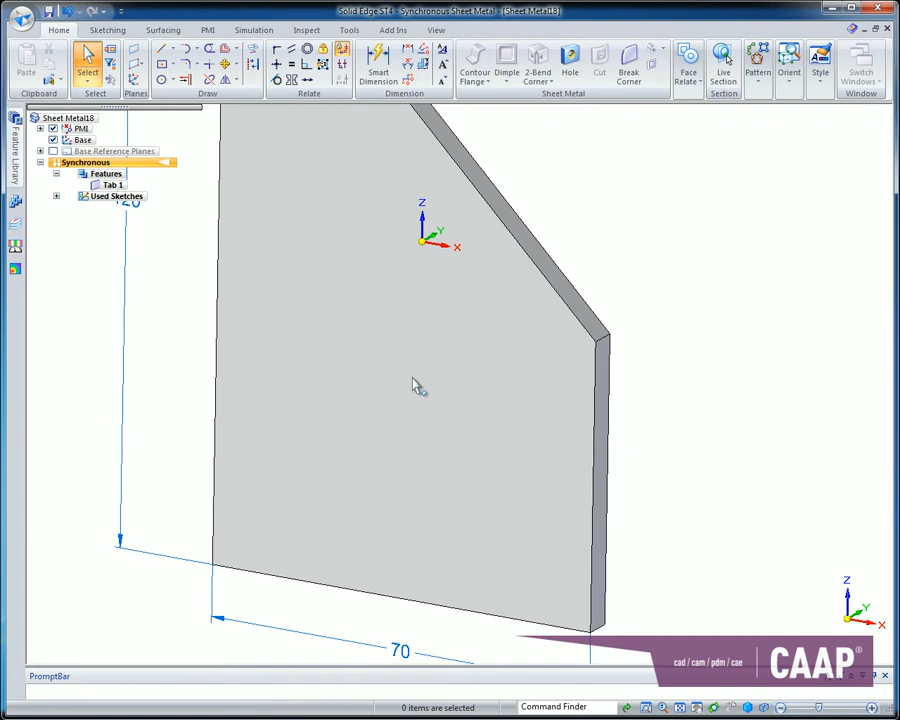 Solid Edge ST4 - Synchronous Sheet Metal - [Sheet Metal18]
Home Sketching Surfacing PMI Simulation Inspect Tools Add Ins View
Paste Select Smart Dimension Contour Flange Dimple 2-Bend Corner Hole Cut Break Corner Face Relate Live Section Pattern Orient Style Switch Windows
Clipboard Select Planes Draw Relate Dimension Sheet Metal Section Window
Feature Library
Sheet Metal18
PMI
Base
Base Reference Planes
Synchronous
Features
Tab 1
Used Sketches
120
Z
Y
X
Z
Y
X
70
cad / cam / pdm / cae
CAAP®
PromptBar
0 items are selected
Command Finder